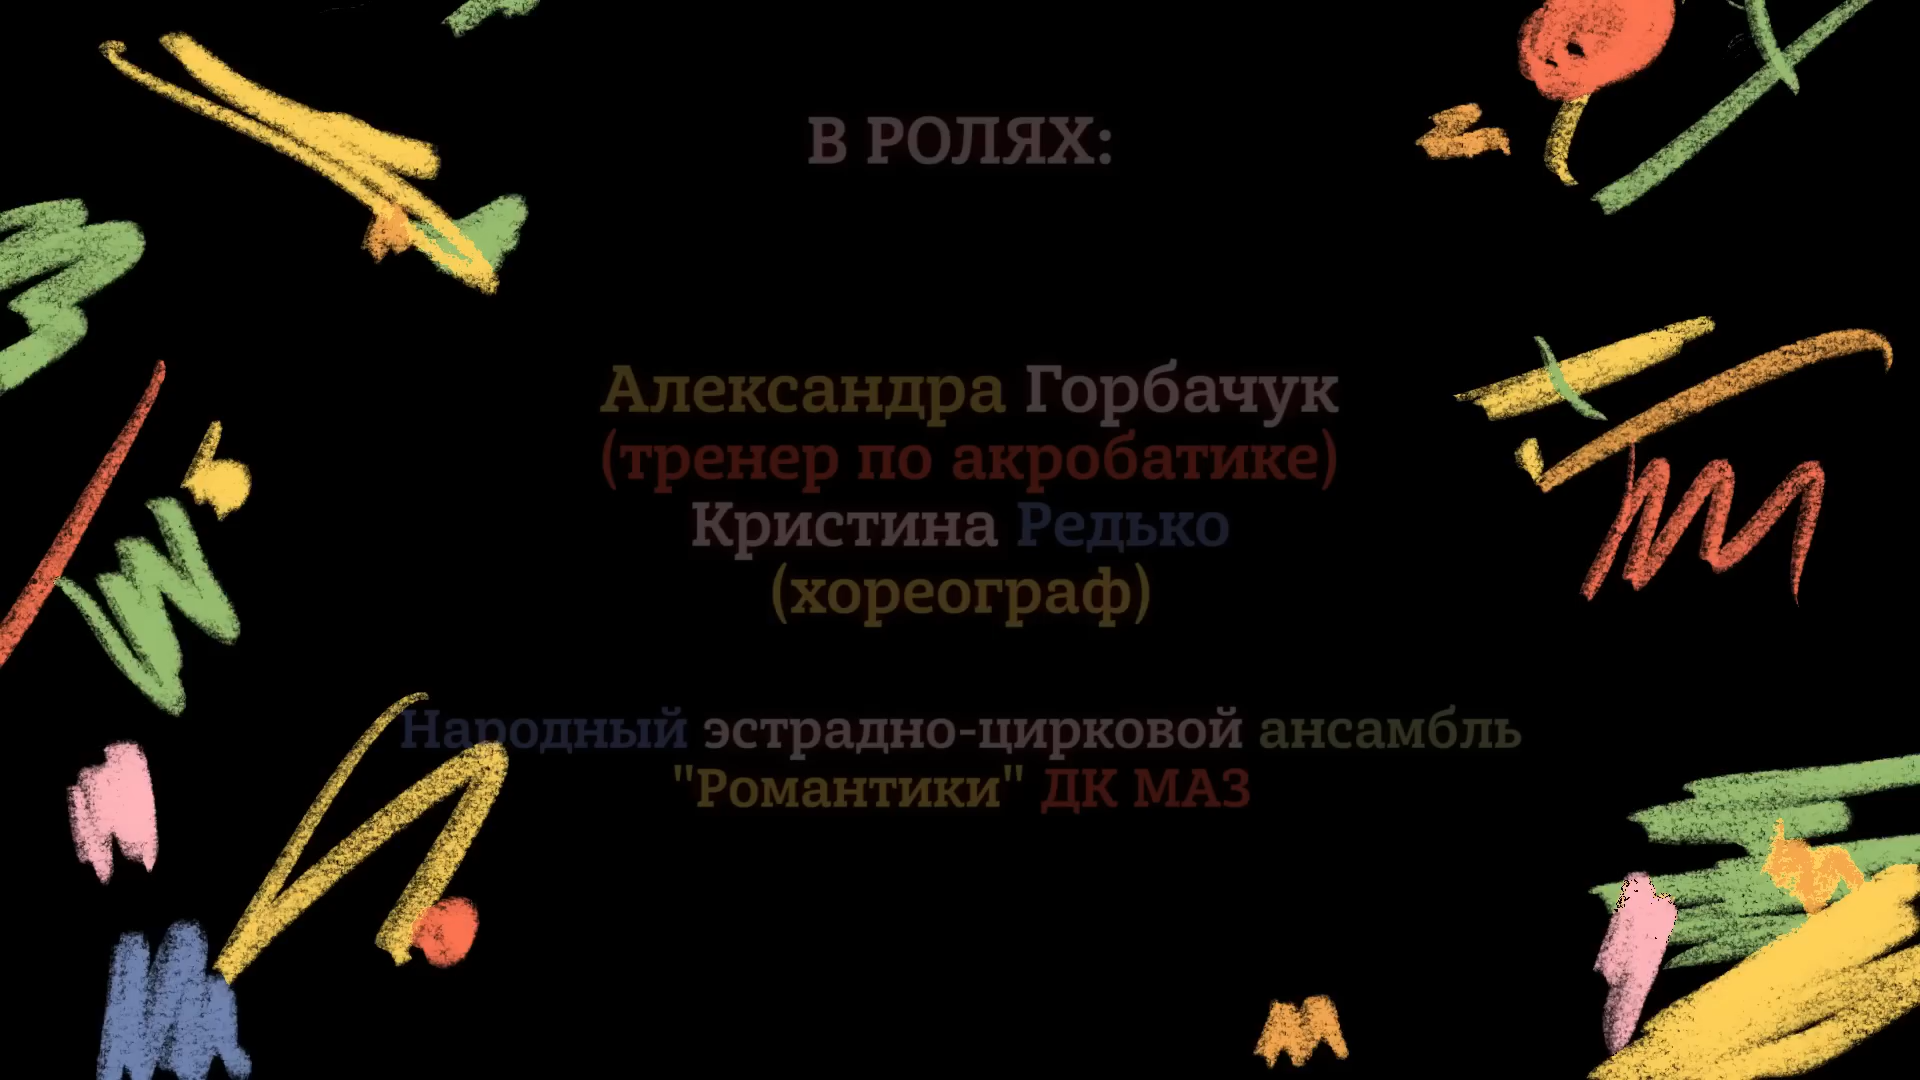 В РОЛЯХ:
Александра Горбачук
(тренер по акробатике)
Кристина Редько
(хореограф)
Народный эстрадно-цирковой ансамбль
"Романтики" ДК МАЗ